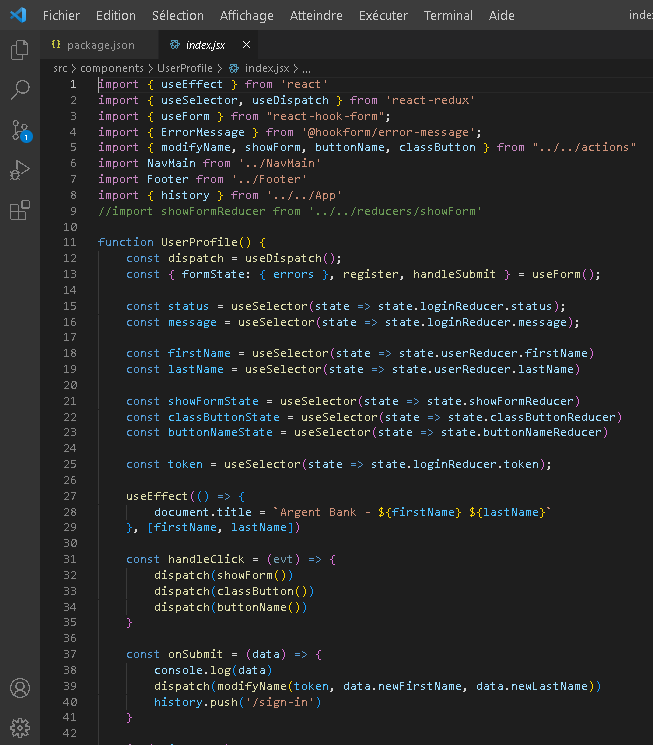 Fichier Edition Sélection Affichage Atteindre Exécuter Terminal Aide inde
{} package.json index.jsx ×
src > components > UserProfile > index.jsx > ...
1 import { useEffect } from 'react'
2 import { useSelector, useDispatch } from 'react-redux'
3 import { useForm } from "react-hook-form";
4 import { ErrorMessage } from '@hookform/error-message';
5 import { modifyName, showForm, buttonName, classButton } from "../../actions"
6 import NavMain from '../NavMain'
7 import Footer from '../Footer'
8 import { history } from '../../App'
9 //import showFormReducer from '../../reducers/showForm'
10
11 function UserProfile() {
12 const dispatch = useDispatch();
13 const { formState: { errors }, register, handleSubmit } = useForm();
14
15 const status = useSelector(state => state.loginReducer.status);
16 const message = useSelector(state => state.loginReducer.message);
17
18 const firstName = useSelector(state => state.userReducer.firstName)
19 const lastName = useSelector(state => state.userReducer.lastName)
20
21 const showFormState = useSelector(state => state.showFormReducer)
22 const classButtonState = useSelector(state => state.classButtonReducer)
23 const buttonNameState = useSelector(state => state.buttonNameReducer)
24
25 const token = useSelector(state => state.loginReducer.token);
26
27 useEffect(() => {
28 document.title = `Argent Bank - ${firstName} ${lastName}`
29 }, [firstName, lastName])
30
31 const handleClick = (evt) => {
32 dispatch(showForm())
33 dispatch(classButton())
34 dispatch(buttonName())
35 }
36
37 const onSubmit = (data) => {
38 console.log(data)
39 dispatch(modifyName(token, data.newFirstName, data.newLastName))
40 history.push('/sign-in')
41 }
42
1